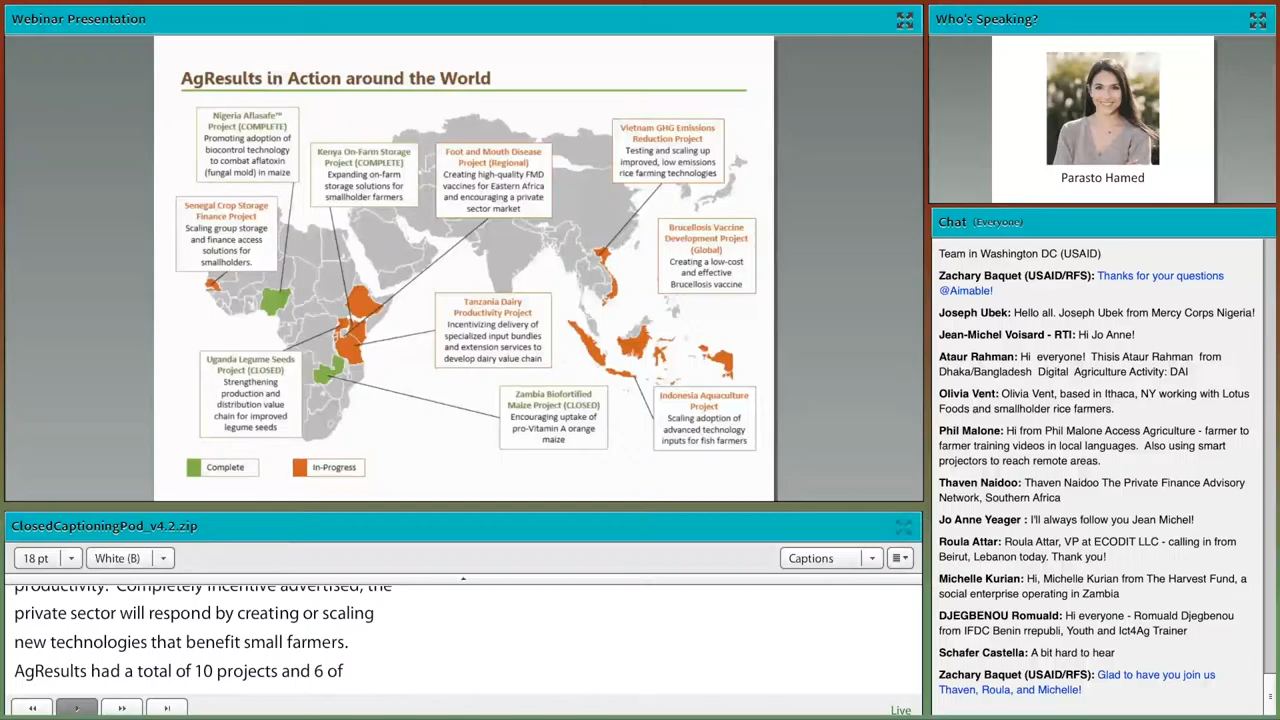 Webinar Presentation
AgResults in Action around the World
Nigeria Aflasafe™
Project (COMPLETE)
Promoting adoption of
biocontrol technology
to combat aflatoxin
(fungal mold) in maize
Kenya On-Farm Storage
Project (COMPLETE)
Expanding on-farm
storage solutions for
smallholder farmers
Foot and Mouth Disease
Project (Regional)
Creating high-quality FMD
vaccines for Eastern Africa
and encouraging a private
sector market
Vietnam GHG Emissions
Reduction Project
Testing and scaling up
improved, low emissions
rice farming technologies
Senegal Crop Storage
Finance Project
Scaling group storage
and finance access
solutions for
smallholders.
Brucellosis Vaccine
Development Project
(Global)
Creating a low-cost
and effective
Brucellosis vaccine
Tanzania Dairy
Productivity Project
Incentivizing delivery of
specialized input bundles
and extension services to
develop dairy value chain
Uganda Legume Seeds
Project (CLOSED)
Strengthening
production and
distribution value
chain for improved
legume seeds
Zambia Biofortified
Maize Project (CLOSED)
Encouraging uptake of
pro-Vitamin A orange
maize
Indonesia Aquaculture
Project
Scaling adoption of
advanced technology
inputs for fish farmers
Complete
In-Progress
ClosedCaptioningPod_v4.2.zip
18 pt
White (B)
Captions
productivity. Completely incentive advertised, the
private sector will respond by creating or scaling
new technologies that benefit small farmers.
AgResults had a total of 10 projects and 6 of
Live
Who's Speaking?
Parasto Hamed
Chat (Everyone)
Team in Washington DC (USAID)
Zachary Baquet (USAID/RFS): Thanks for your questions
@Aimable!
Joseph Ubek: Hello all. Joseph Ubek from Mercy Corps Nigeria!
Jean-Michel Voisard - RTI: Hi Jo Anne!
Ataur Rahman: Hi everyone! Thisis Ataur Rahman from
Dhaka/Bangladesh Digital Agriculture Activity: DAI
Olivia Vent: Olivia Vent, based in Ithaca, NY working with Lotus
Foods and smallholder rice farmers.
Phil Malone: Hi from Phil Malone Access Agriculture - farmer to
farmer training videos in local languages. Also using smart
projectors to reach remote areas.
Thaven Naidoo: Thaven Naidoo The Private Finance Advisory
Network, Southern Africa
Jo Anne Yeager : I'll always follow you Jean Michel!
Roula Attar: Roula Attar, VP at ECODIT LLC - calling in from
Beirut, Lebanon today. Thank you!
Michelle Kurian: Hi, Michelle Kurian from The Harvest Fund, a
social enterprise operating in Zambia
DJEGBENOU Romuald: Hi everyone - Romuald Djegbenou
from IFDC Benin rrepubli, Youth and Ict4Ag Trainer
Schafer Castella: A bit hard to hear
Zachary Baquet (USAID/RFS): Glad to have you join us
Thaven, Roula, and Michelle!